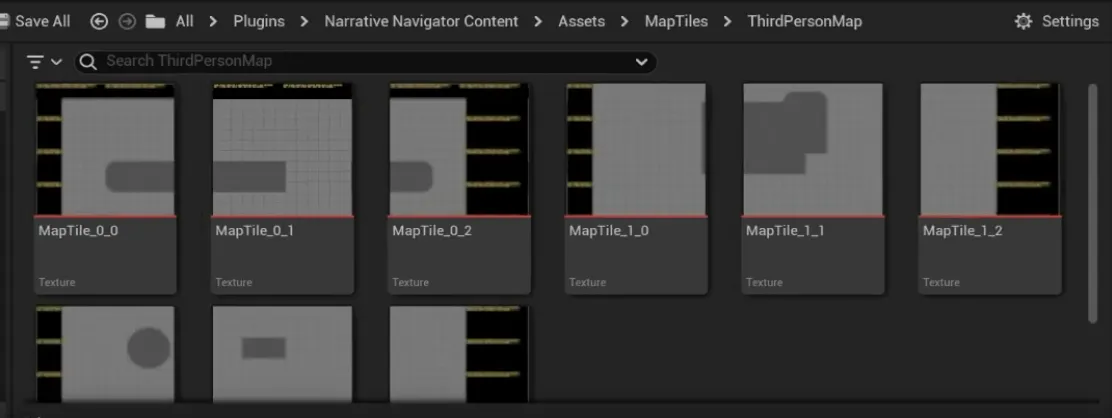 Save All All > Plugins > Narrative Navigator Content > Assets > MapTiles > ThirdPersonMap Settings
Search ThirdPersonMap
MapTile_0_0 MapTile_0_1 MapTile_0_2 MapTile_1_0 MapTile_1_1 MapTile_1_2
Texture Texture Texture Texture Texture Texture